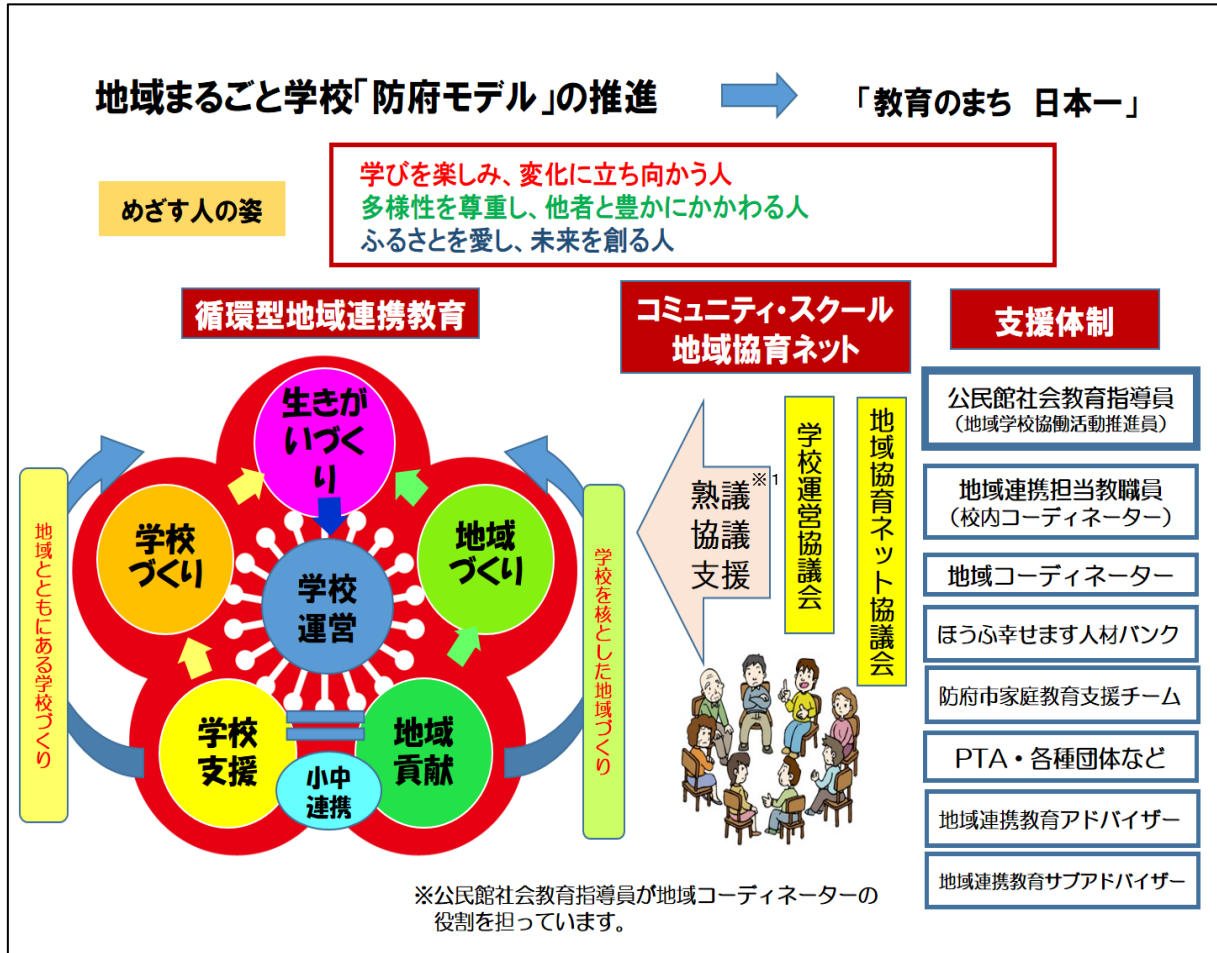 地域まるごと学校「防府モデル」の推進
「教育のまち 日本一」
めざす人の姿
学びを楽しみ、変化に立ち向かう人
多様性を尊重し、他者と豊かにかかわる人
ふるさとを愛し、未来を創る人
循環型地域連携教育
生きが
いづく
り
学校
づくり
地域
づくり
学校
運営
学校
支援
地域
貢献
小中
連携
地域とともにある学校づくり
学校を核とした地域づくり
コミュニティ・スクール
地域協育ネット
熟議※1
協議
支援
学校運営協議会
地域協育ネット協議会
支援体制
公民館社会教育指導員
（地域学校協働活動推進員）
地域連携担当教職員
（校内コーディネーター）
地域コーディネーター
ほうふ幸せます人材バンク
防府市家庭教育支援チーム
PTA・各種団体など
地域連携教育アドバイザー
地域連携教育サブアドバイザー
※公民館社会教育指導員が地域コーディネーターの
役割を担っています。